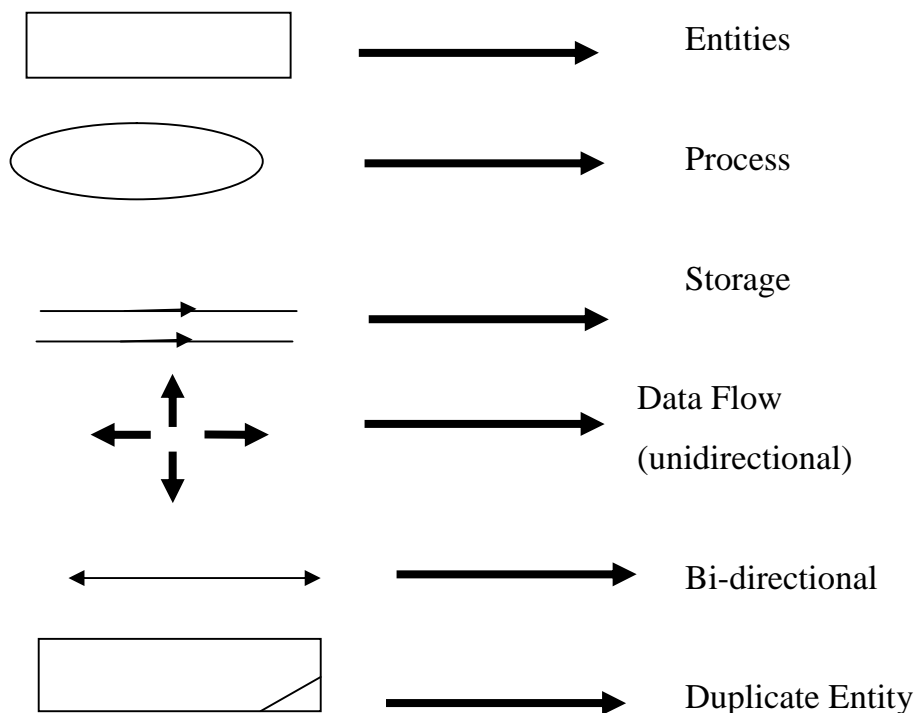 Entities
Process
Storage
Data Flow
(unidirectional)
Bi-directional
Duplicate Entity